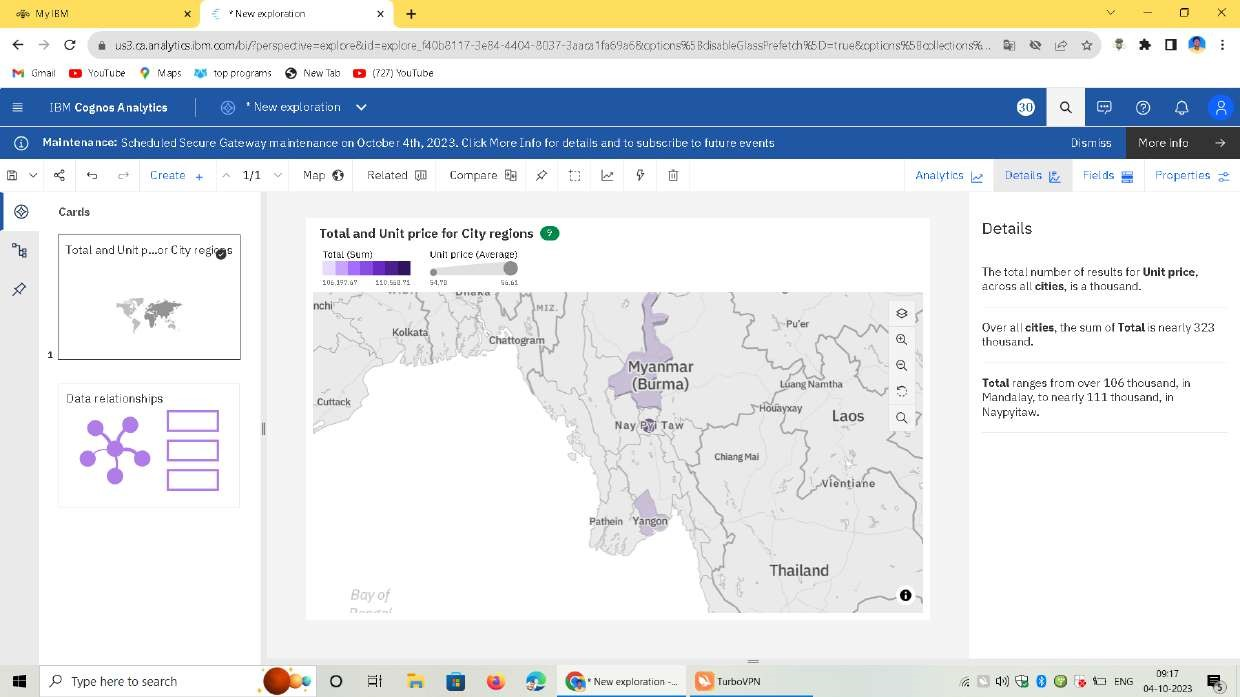 My IBM
* New exploration
us3.ca.analytics.ibm.com/bi/?perspective=explore&id=explore_f40b8117-3e84-4404-8037-3aaca1fa69a6&options%5BdisableGlassPrefetch%5D=true&options%5Bcollections%...
Gmail YouTube Maps top programs New Tab (727) YouTube
IBM Cognos Analytics * New exploration 30
Maintenance: Scheduled Secure Gateway maintenance on October 4th, 2023. Click More Info for details and to subscribe to future events Dismiss More info
Create + 1/1 Map Related Compare Analytics Details Fields Properties
Cards
Total and Unit p...or City regions
1
Data relationships
Total and Unit price for City regions 9
Total (Sum) Unit price (Average)
106,197.67 110,568.71 54.70 56.61
nchi
Dhaka
MIZ.
Kolkata
Chattogram
Pu'er
Myanmar
(Burma)
Luang Namtha
Cuttack
Houayxay
Laos
Nay Pyi Taw
Chiang Mai
Vientiane
Pathein
Yangon
Thailand
Bay of
Bengal
Details
The total number of results for Unit price,
across all cities, is a thousand.
Over all cities, the sum of Total is nearly 323
thousand.
Total ranges from over 106 thousand, in
Mandalay, to nearly 111 thousand, in
Naypyitaw.
Type here to search
* New exploration -...
TurboVPN
ENG
09:17
04-10-2023
5